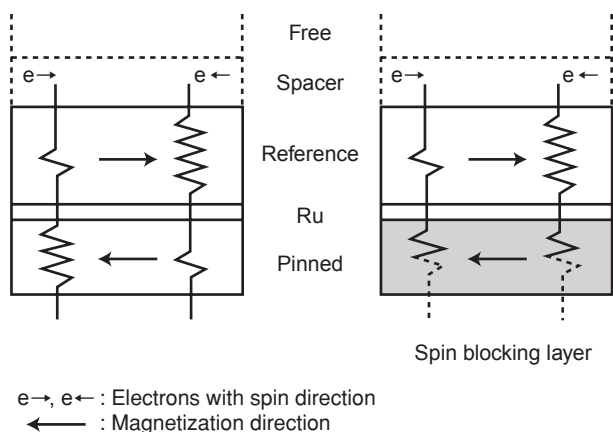 Free
e→ e← Spacer e→ e←
Reference
Ru
Pinned
Spin blocking layer
e→, e← : Electrons with spin direction
← : Magnetization direction